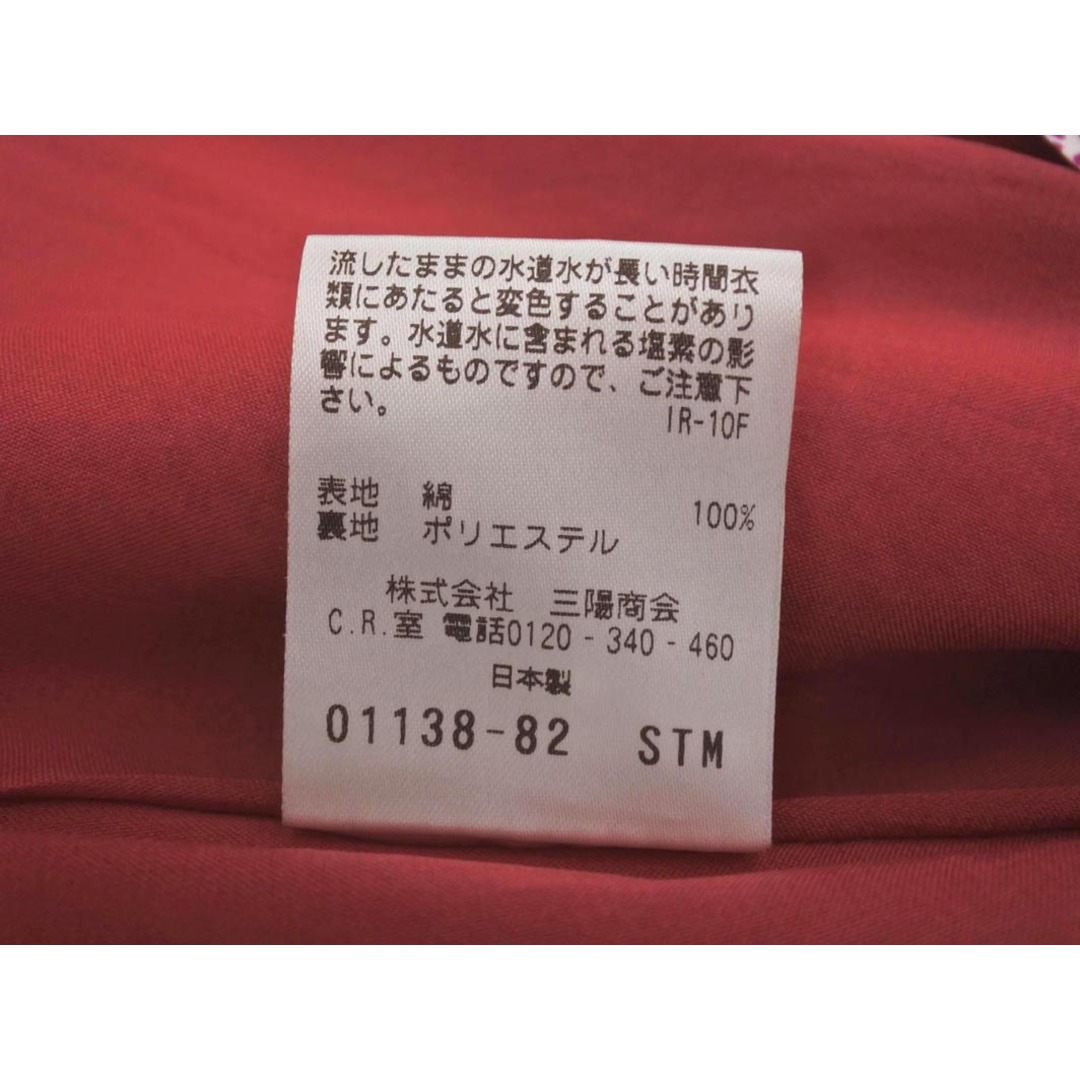 流したままの水道水が長い時間衣
類にあたると変色することがあり
ます。水道水に含まれる塩素の影
響によるものですので、ご注意下
さい。 IR-10F
表地 綿 100%
裏地 ポリエステル
株式会社 三陽商会
C.R.室 電話0120-340-460
日本製
01138-82 STM